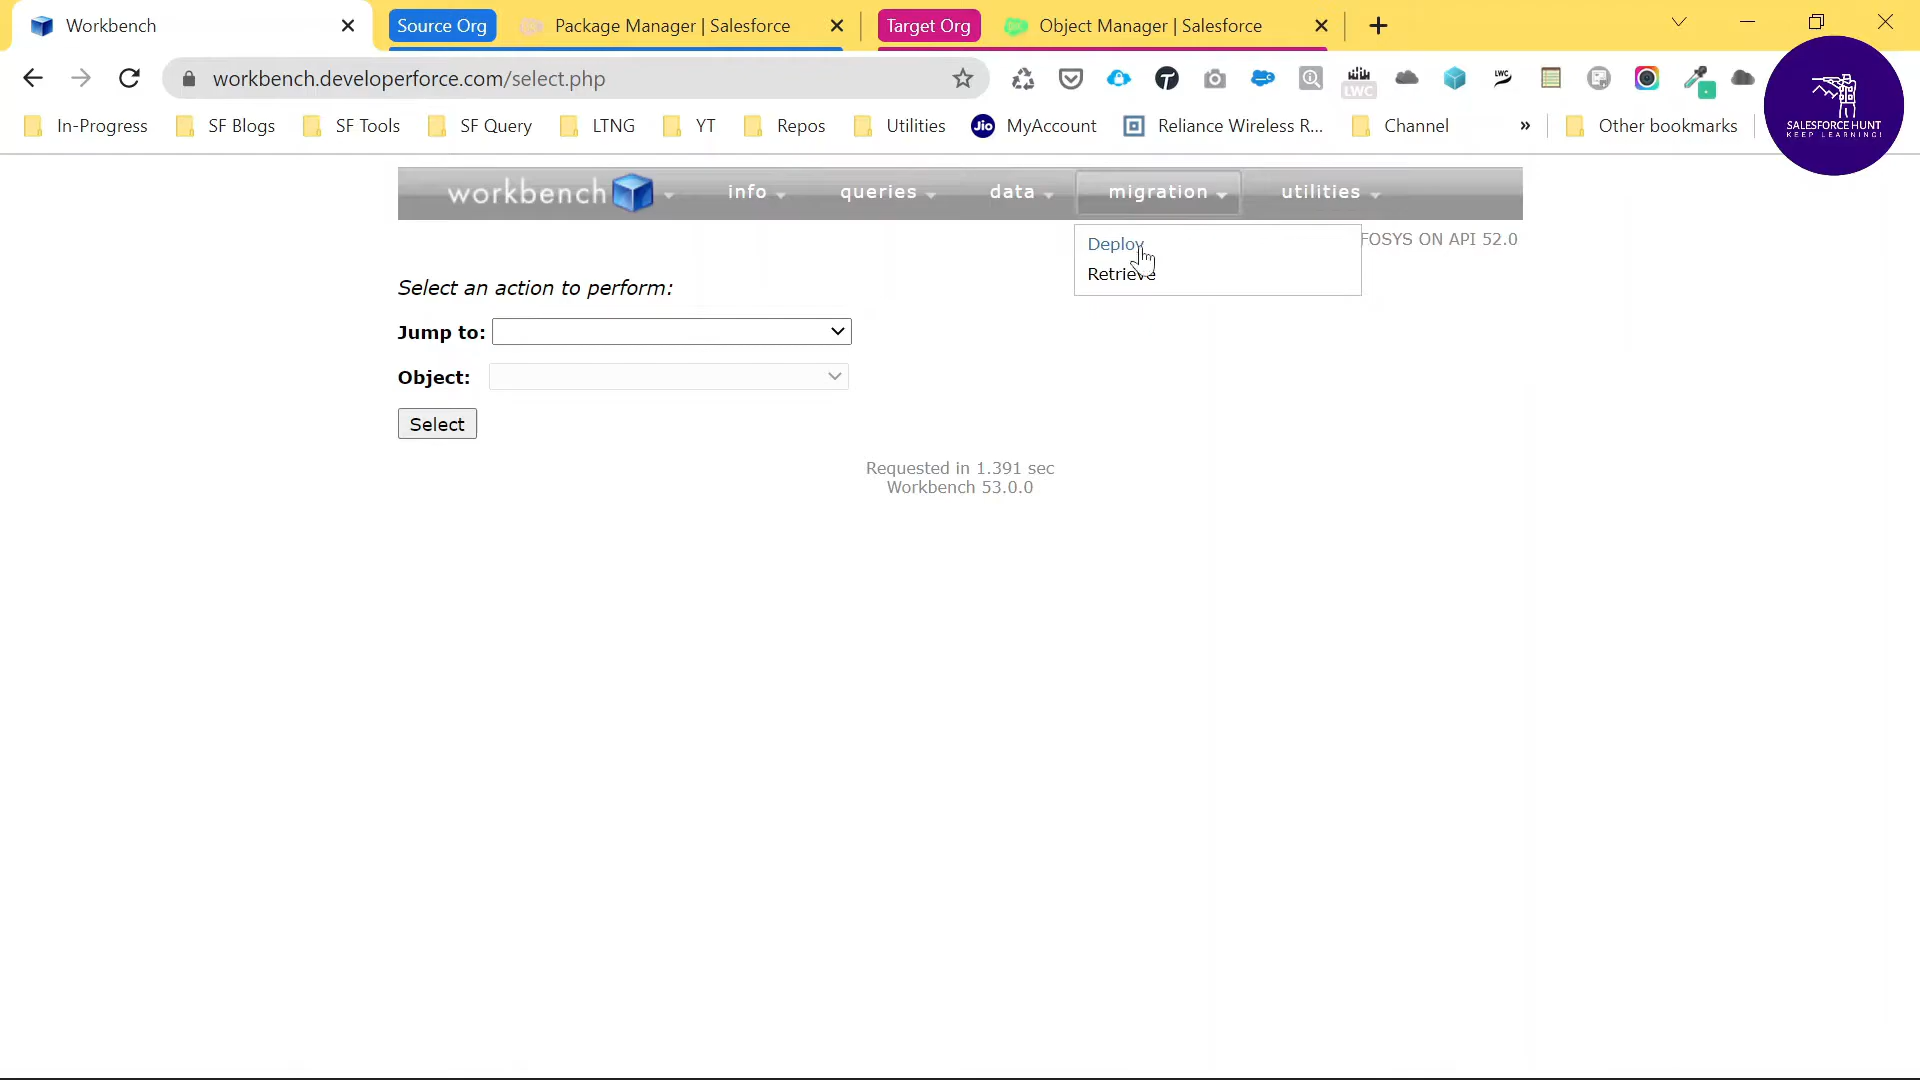 Workbench
Source Org
Package Manager | Salesforce
Target Org
Object Manager | Salesforce
workbench.developerforce.com/select.php
LWC
LWC
In-Progress
SF Blogs
SF Tools
SF Query
LTNG
YT
Repos
Utilities
Jio
MyAccount
Reliance Wireless R...
Channel
»
Other bookmarks
SALESFORCE HUNT
KEEP LEARNING!
workbench
info
queries
data
migration
utilities
Deploy
Retrieve
FOSYS ON API 52.0
Select an action to perform:
Jump to:
Object:
Select
Requested in 1.391 sec
Workbench 53.0.0